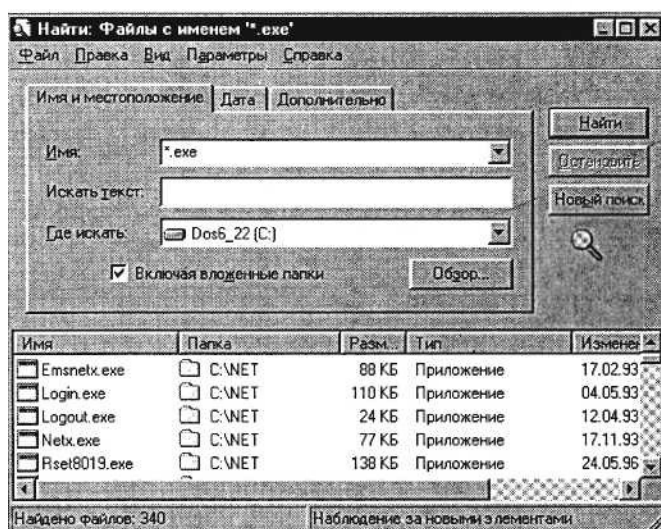 Найти: Файлы с именем '*.exe'
Файл Правка Вид Параметры Справка
Имя и местоположение Дата Дополнительно
Имя: *.exe
Искать текст:
Где искать: Dos6_22 (C:)
Включая вложенные папки Обзор...
Найти
Остановить
Новый поиск
Имя Папка Разм... Тип Изменен
Emsnetx.exe C:\NET 88 КБ Приложение 17.02.93
Login.exe C:\NET 110 КБ Приложение 04.05.93
Logout.exe C:\NET 24 КБ Приложение 12.04.93
Netx.exe C:\NET 77 КБ Приложение 17.11.93
Rset8019.exe C:\NET 138 КБ Приложение 24.05.96
Найдено файлов: 340 Наблюдение за новыми элементами